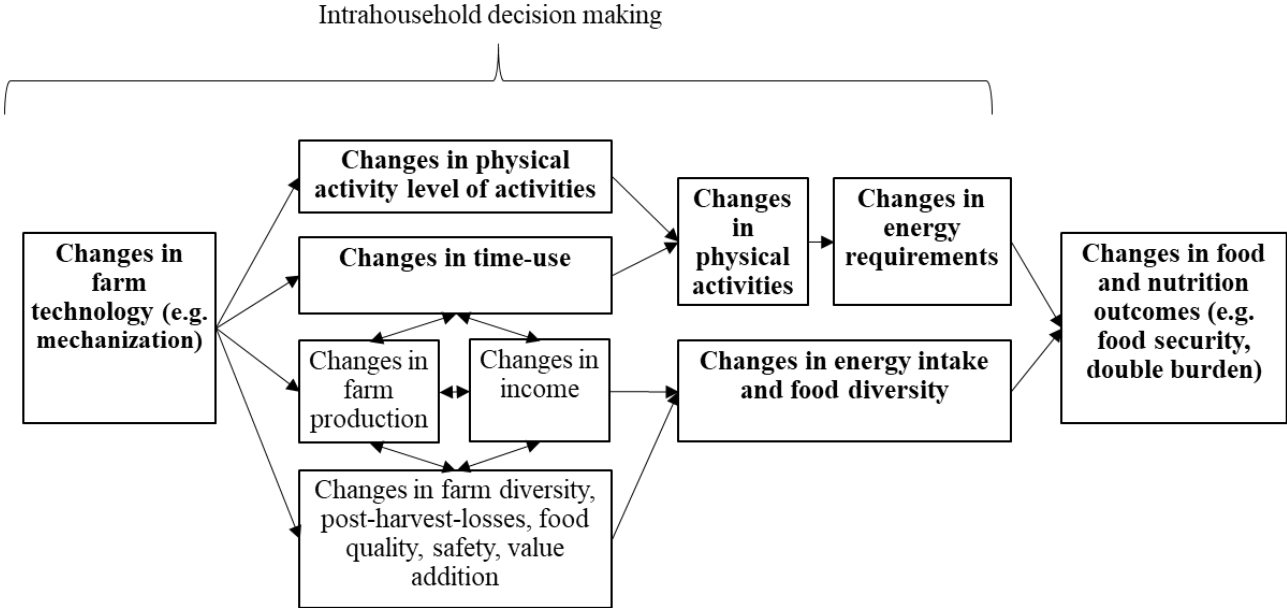 Intrahousehold decision making
Changes in physical
activity level of activities
Changes in
farm
technology (e.g.
mechanization)
Changes in time-use
Changes in
farm
production
Changes in
income
Changes in farm diversity,
post-harvest-losses, food
quality, safety, value
addition
Changes
in
physical
activities
Changes in
energy
requirements
Changes in energy intake
and food diversity
Changes in food
and nutrition
outcomes (e.g.
food security,
double burden)